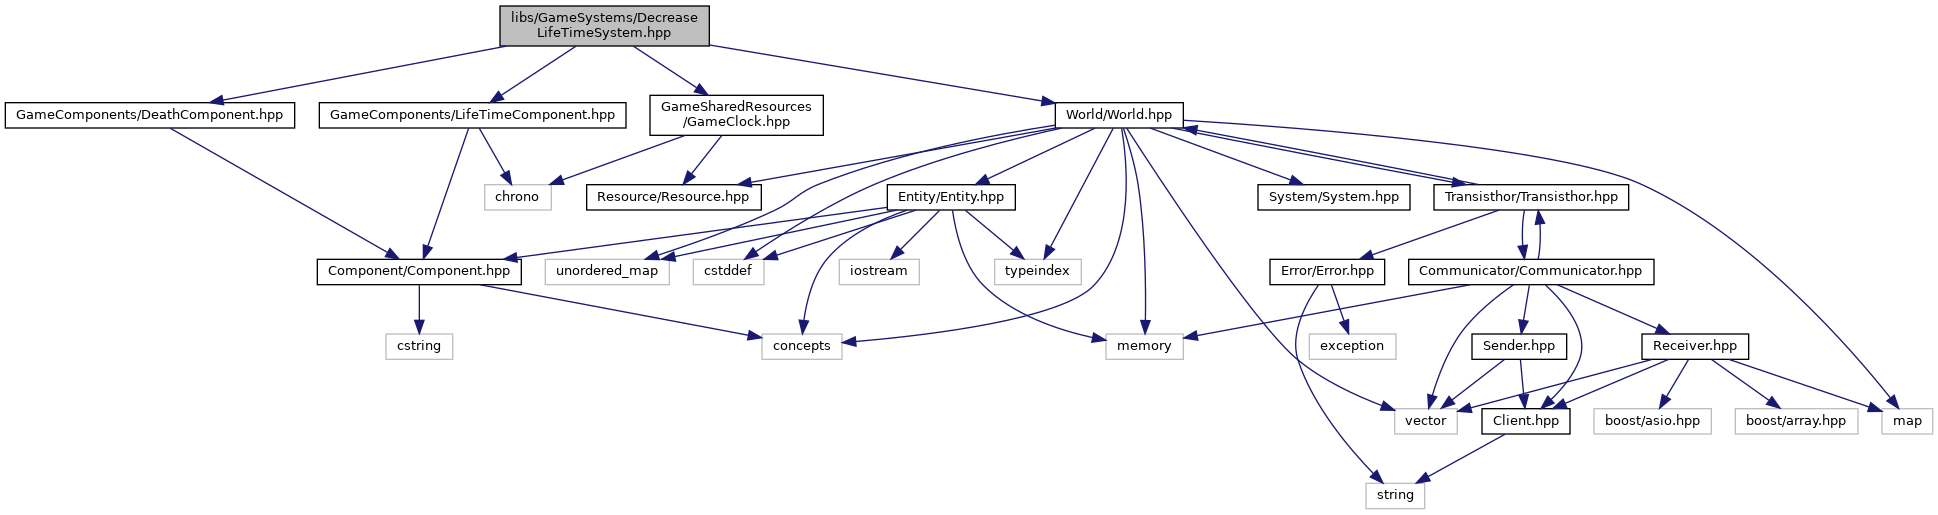 libs/GameSystems/Decrease
LifeTimeSystem.hpp
GameComponents/DeathComponent.hpp
GameComponents/LifeTimeComponent.hpp
GameSharedResources
/GameClock.hpp
World/World.hpp
chrono
Resource/Resource.hpp
Entity/Entity.hpp
System/System.hpp
Transisthor/Transisthor.hpp
Component/Component.hpp
unordered_map
cstddef
iostream
typeindex
Error/Error.hpp
Communicator/Communicator.hpp
cstring
concepts
memory
exception
Sender.hpp
Receiver.hpp
vector
Client.hpp
boost/asio.hpp
boost/array.hpp
map
string